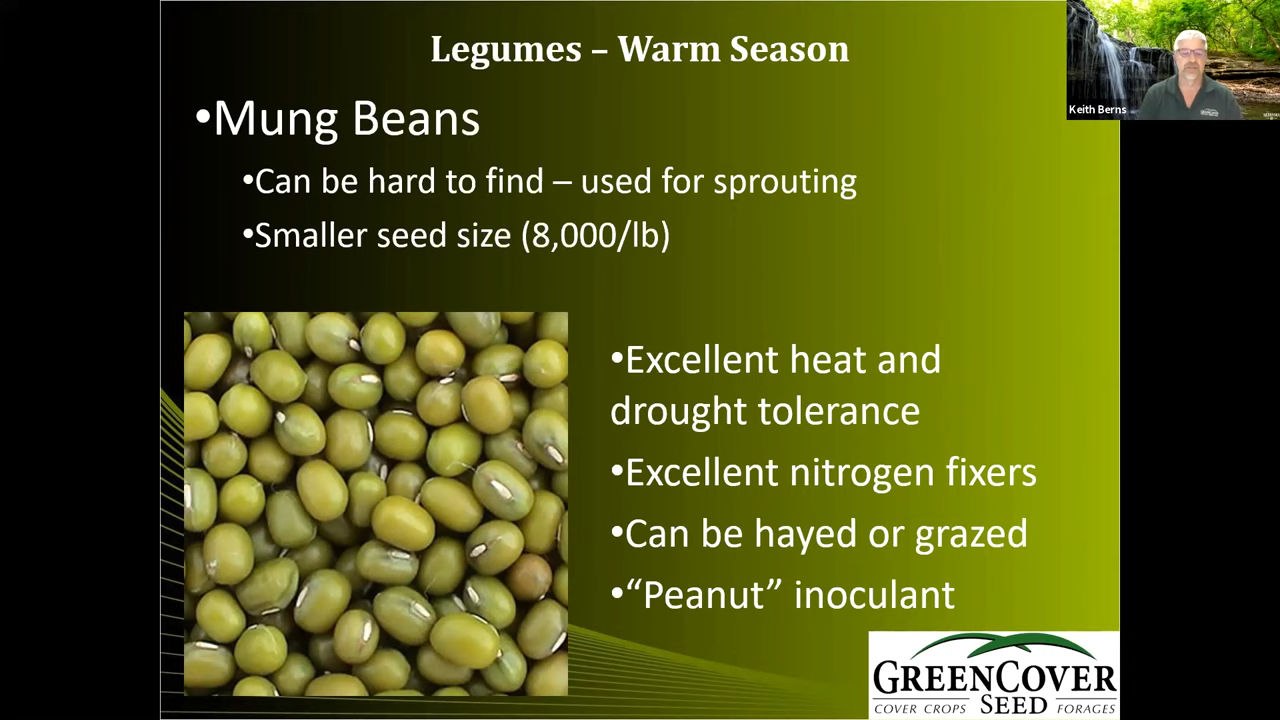 Legumes – Warm Season
Keith Berns
•Mung Beans
•Can be hard to find – used for sprouting
•Smaller seed size (8,000/lb)
•Excellent heat and
drought tolerance
•Excellent nitrogen fixers
•Can be hayed or grazed
•“Peanut” inoculant
GREENCOVER
COVER CROPS SEED FORAGES